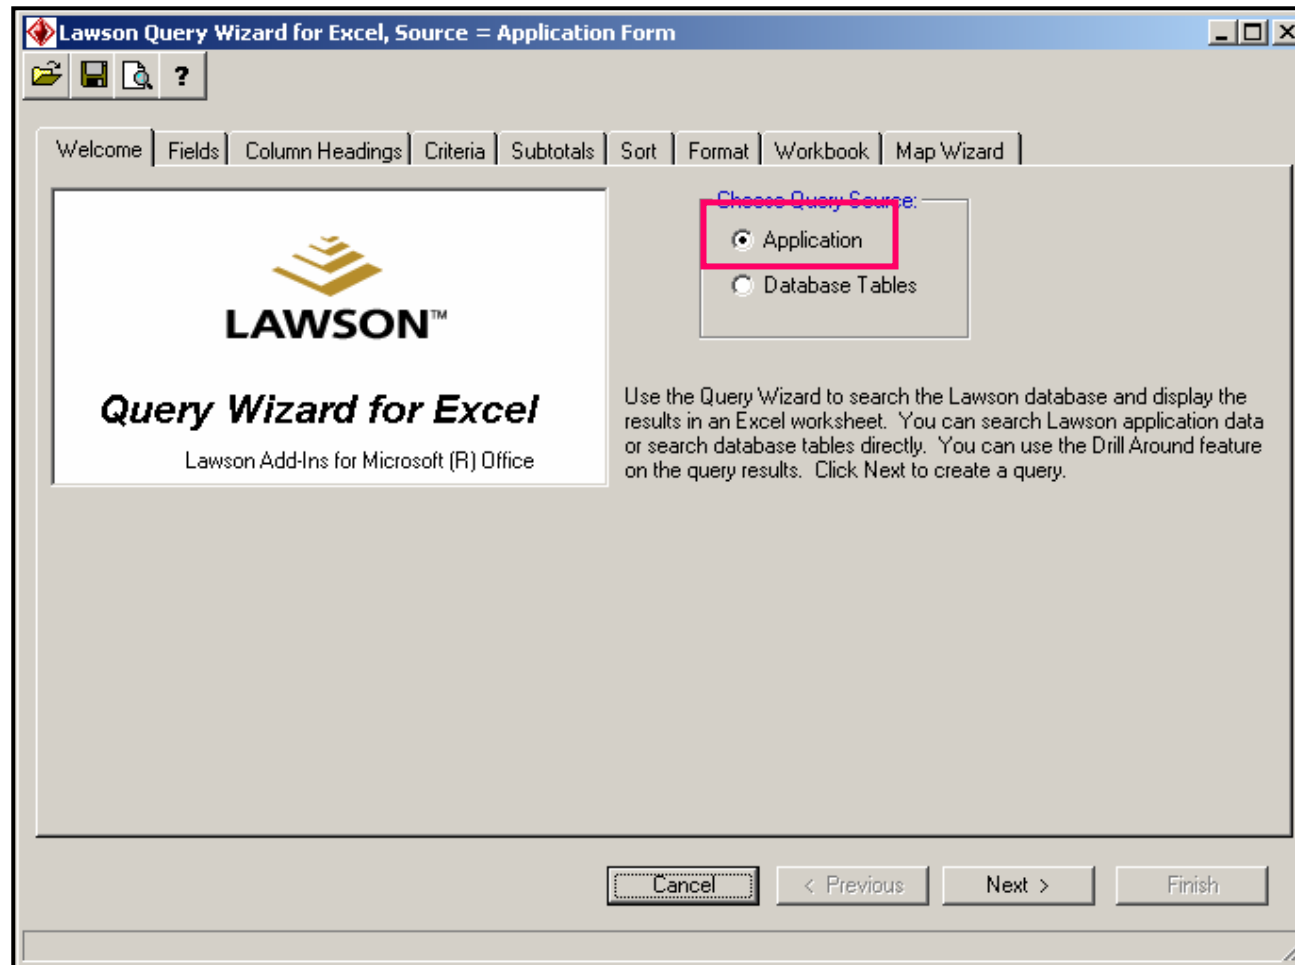 Lawson Query Wizard for Excel, Source = Application Form
?
Welcome Fields Column Headings Criteria Subtotals Sort Format Workbook Map Wizard
Choose Query Source:
Application
Database Tables
LAWSON™
Query Wizard for Excel
Lawson Add-Ins for Microsoft (R) Office
Use the Query Wizard to search the Lawson database and display the
results in an Excel worksheet. You can search Lawson application data
or search database tables directly. You can use the Drill Around feature
on the query results. Click Next to create a query.
Cancel < Previous Next > Finish